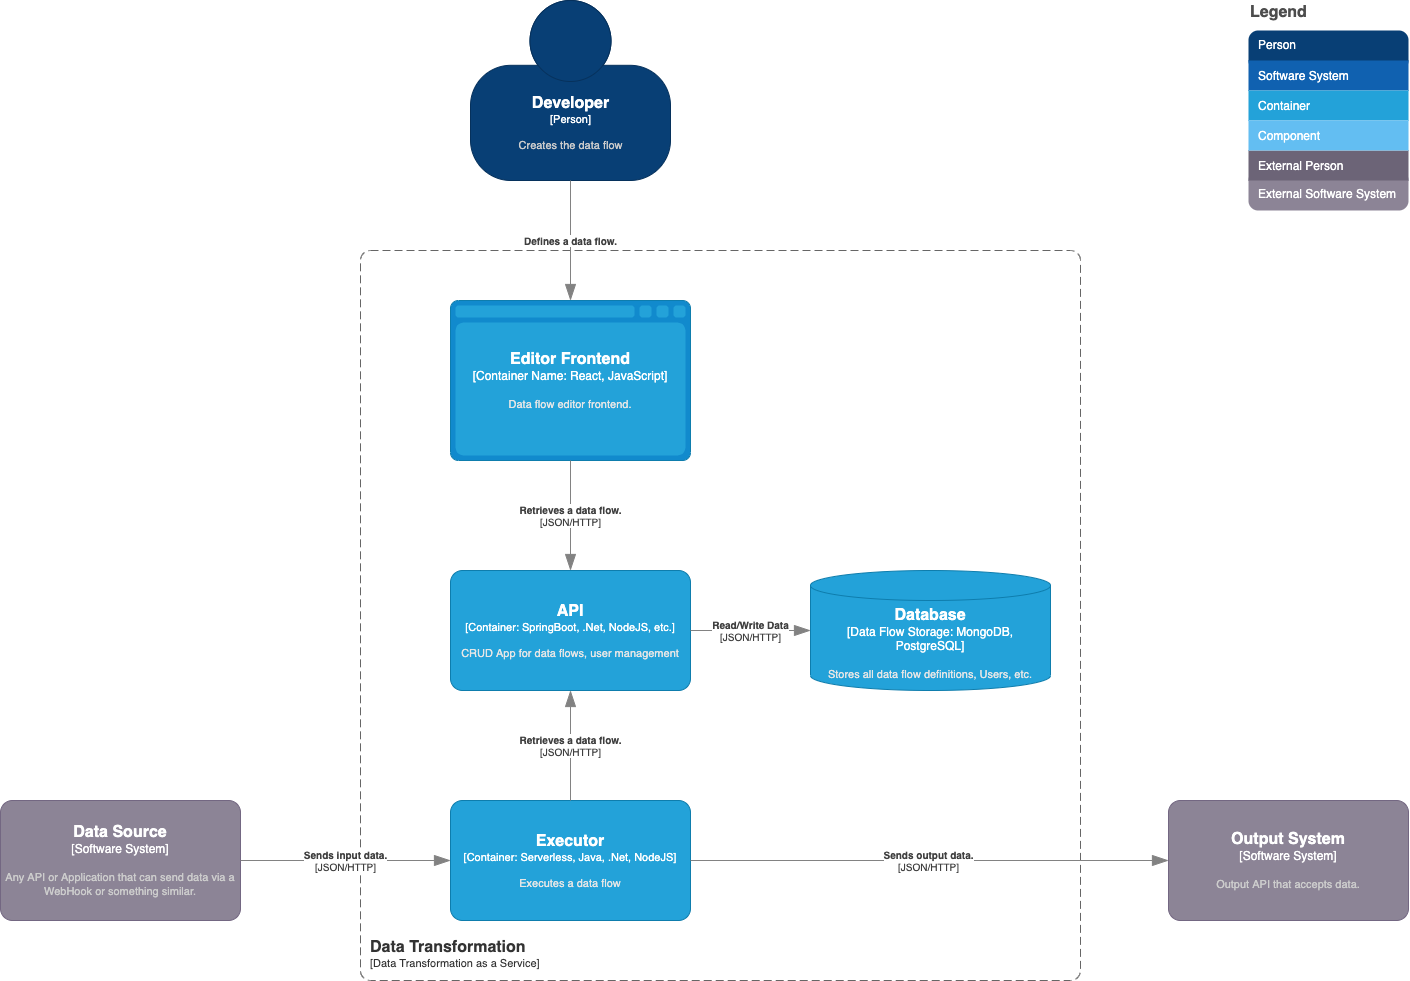 Legend
Person
Software System
Container
Component
External Person
External Software System
Developer
[Person]
Creates the data flow
Defines a data flow.
Editor Frontend
[Container Name: React, JavaScript]
Data flow editor frontend.
Retrieves a data flow.
[JSON/HTTP]
API
[Container: SpringBoot, .Net, NodeJS, etc.]
CRUD App for data flows, user management
Read/Write Data
[JSON/HTTP]
Database
[Data Flow Storage: MongoDB,
PostgreSQL]
Stores all data flow definitions, Users, etc.
Retrieves a data flow.
[JSON/HTTP]
Data Source
[Software System]
Any API or Application that can send data via a
WebHook or something similar.
Sends input data.
[JSON/HTTP]
Executor
[Container: Serverless, Java, .Net, NodeJS]
Executes a data flow
Sends output data.
[JSON/HTTP]
Output System
[Software System]
Output API that accepts data.
Data Transformation
[Data Transformation as a Service]